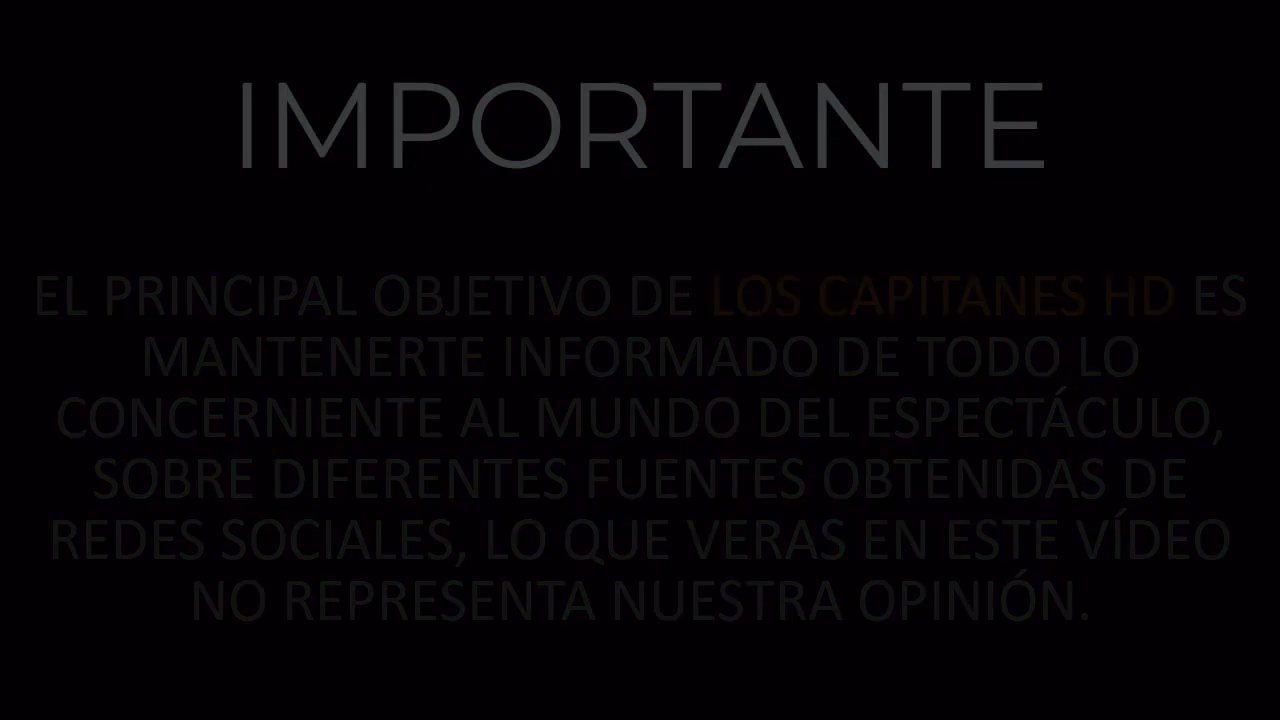 IMPORTANTE
EL PRINCIPAL OBJETIVO DE LOS CAPITANES HD ES
MANTENERTE INFORMADO DE TODO LO
CONCERNIENTE AL MUNDO DEL ESPECTÁCULO,
SOBRE DIFERENTES FUENTES OBTENIDAS DE
REDES SOCIALES, LO QUE VERAS EN ESTE VÍDEO
NO REPRESENTA NUESTRA OPINIÓN.